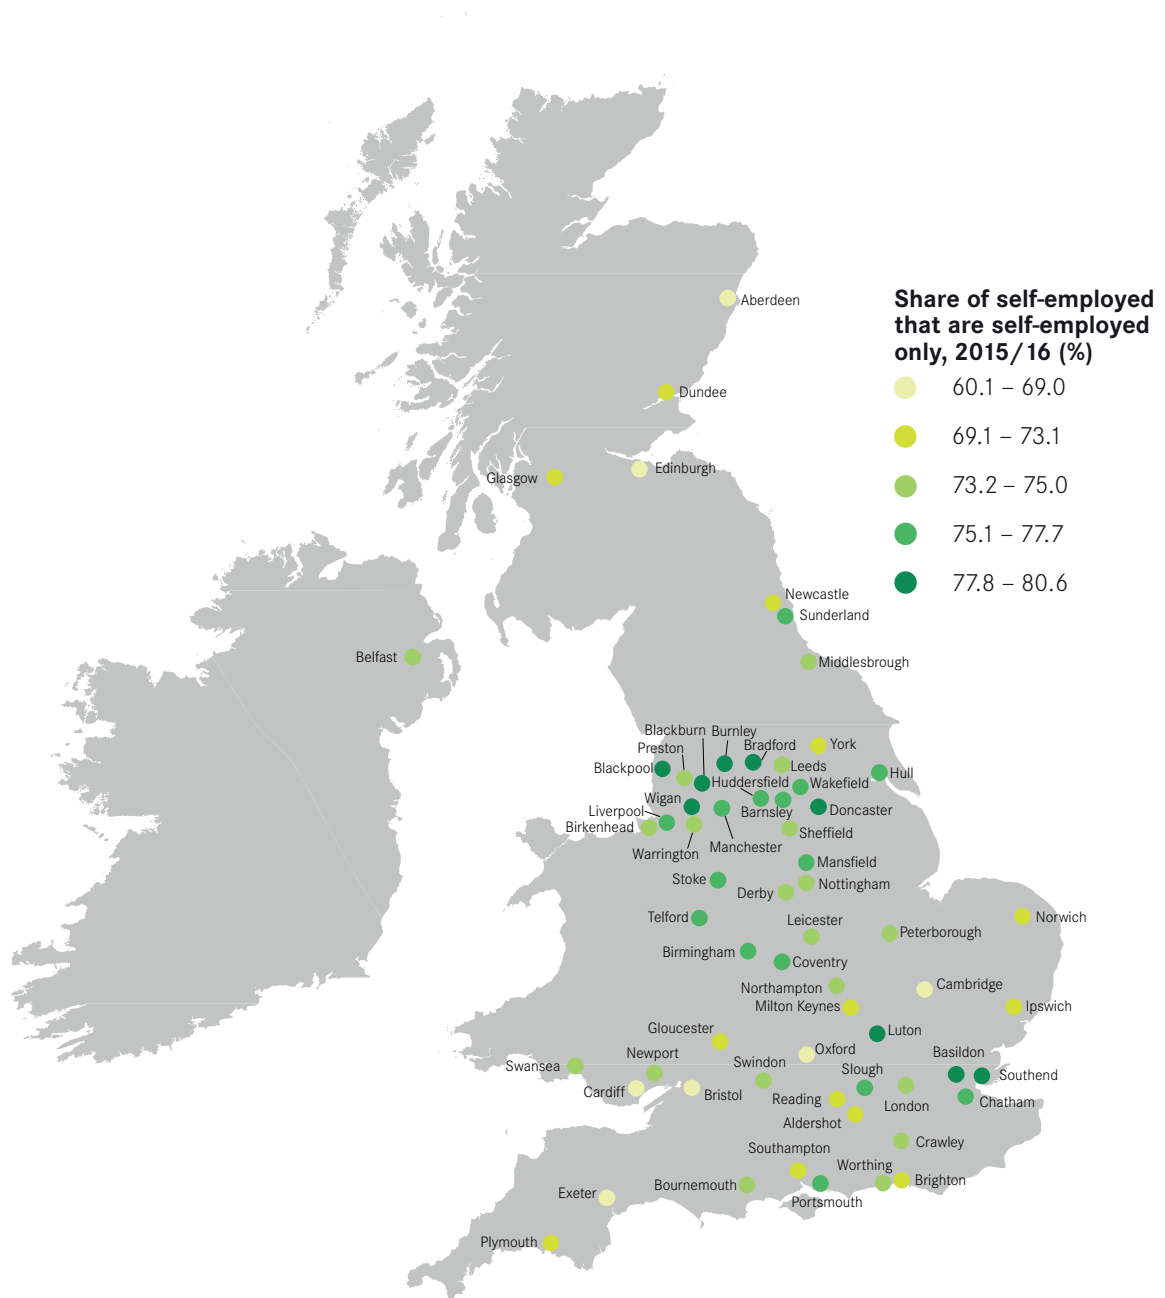 Aberdeen
Share of self-employed
that are self-employed
only, 2015/16 (%)
60.1 – 69.0
69.1 – 73.1
73.2 – 75.0
75.1 – 77.7
77.8 – 80.6
Dundee
Edinburgh
Glasgow
Newcastle
Sunderland
Belfast
Middlesbrough
Blackburn
Burnley
Preston
Bradford
York
Blackpool
Leeds
Hull
Huddersfield
Wakefield
Wigan
Liverpool
Barnsley
Doncaster
Birkenhead
Sheffield
Warrington
Manchester
Mansfield
Stoke
Nottingham
Derby
Telford
Leicester
Norwich
Peterborough
Birmingham
Coventry
Northampton
Cambridge
Milton Keynes
Ipswich
Gloucester
Luton
Oxford
Newport
Basildon
Swansea
Swindon
Slough
Southend
Cardiff
Bristol
Reading
London
Chatham
Aldershot
Crawley
Southampton
Worthing
Bournemouth
Brighton
Exeter
Portsmouth
Plymouth